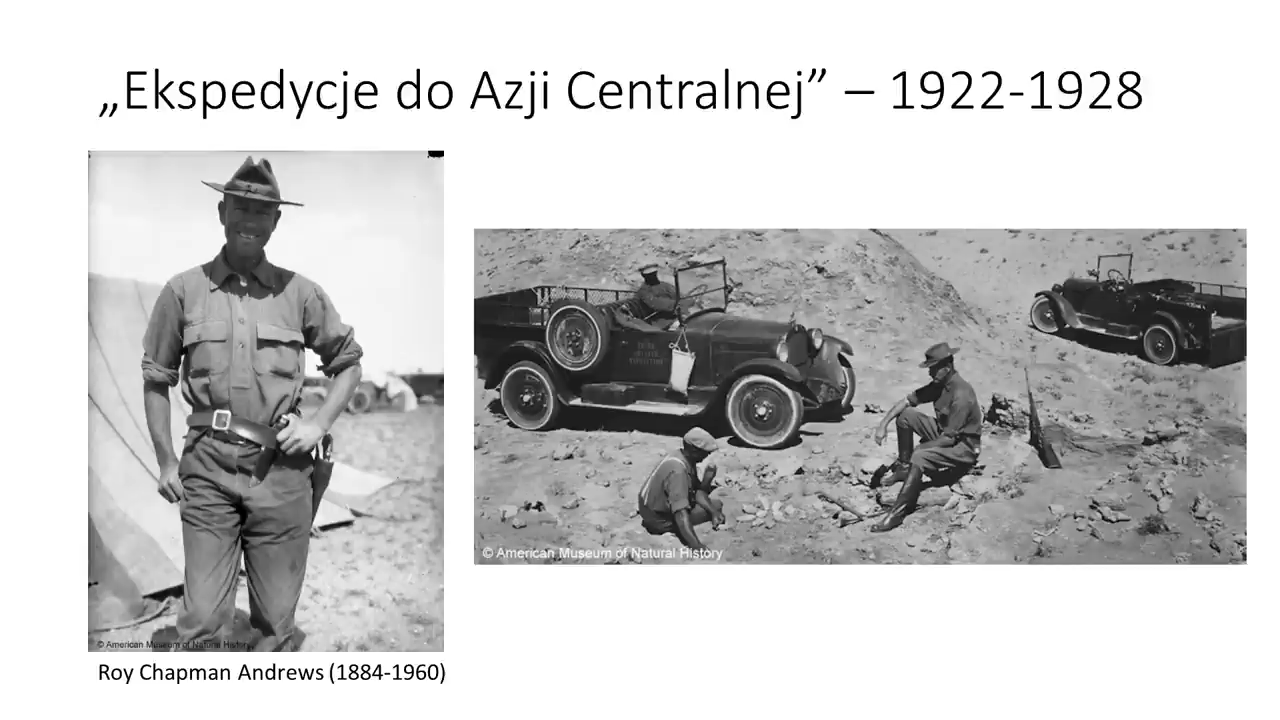 „Ekspedycje do Azji Centralnej” – 1922-1928
© American Museum of Natural History
© American Museum of Natural History
Roy Chapman Andrews (1884-1960)